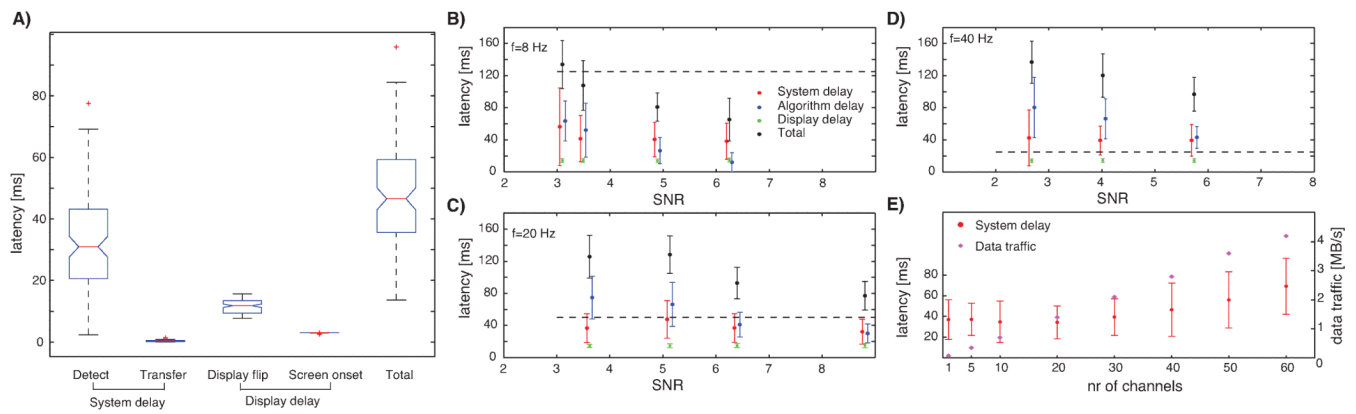 A)
latency [ms]
80
60
40
20
0
Detect
Transfer
Display flip
Screen onset
Total
System delay
Display delay
B)
latency [ms]
160
120
80
40
0
f=8 Hz
System delay
Algorithm delay
Display delay
Total
2
3
4
5
6
7
8
SNR
C)
latency [ms]
160
120
80
40
0
f=20 Hz
2
3
4
5
6
7
8
SNR
D)
latency [ms]
160
120
80
40
0
f=40 Hz
2
3
4
5
6
7
8
SNR
E)
latency [ms]
80
60
40
20
System delay
Data traffic
4
3
2
1
0
data traffic [MB/s]
1
5
10
20
30
40
50
60
nr of channels